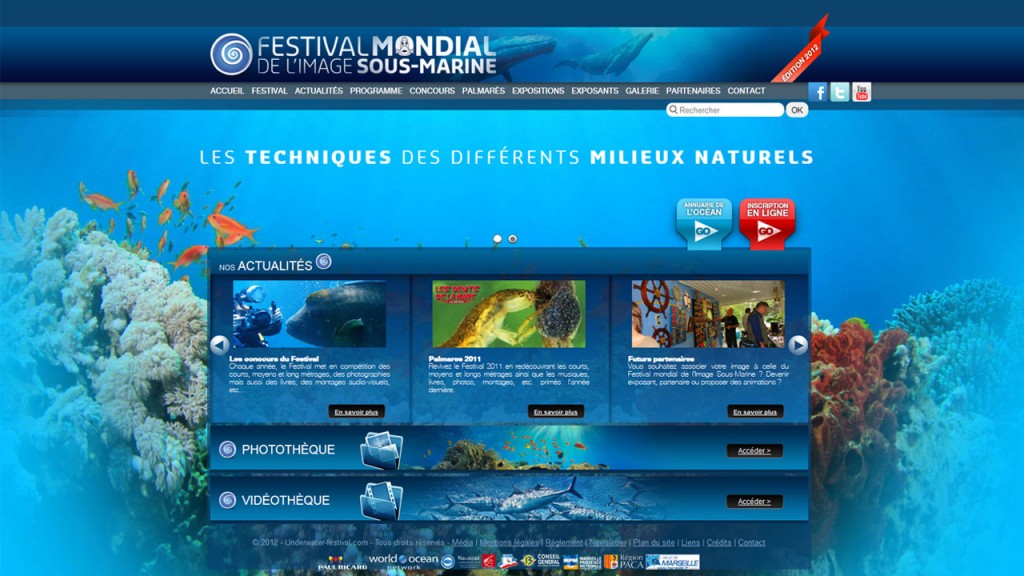 FESTIVAL MONDIAL
DE L'IMAGE SOUS-MARINE
ÉDITION 2012
ACCUEIL FESTIVAL ACTUALITÉS PROGRAMME CONCOURS PALMARÈS EXPOSITIONS EXPOSANTS GALERIE PARTENAIRES CONTACT
Rechercher OK
LES TECHNIQUES DES DIFFÉRENTS MILIEUX NATURELS
ANNUAIRE DE
L'OCÉAN
GO
INSCRIPTION
EN LIGNE
GO
NOS ACTUALITÉS
Les concours du Festival
Chaque année, le Festival met en compétition des
courts, moyens et long métrages, des photographies
mais aussi des livres, des montages audio-visuels,
etc...
En savoir plus
Palmares 2011
Revivez le Festival 2011 en redécouvrant les courts,
moyens et longs métrages ainsi que les musiques,
livres, photos, montages, etc. primés l'année
dernière.
En savoir plus
Futurs partenaires
Vous souhaitez associer votre image à celle du
Festival mondial de l'Image Sous-Marine ? Devenir
exposant, partenaire ou proposer des animations ?
En savoir plus
PHOTOTHÈQUE
Accéder >
VIDÉOTHÈQUE
Accéder >
© 2012 - Underwater-festival.com - Tous droits réservés - Média | Mentions légales | Réglement | Newsletter | Plan du site | Liens | Crédits | Contact
PAUL RICARD
world ocean
network
CONSEIL
GENERAL
Région
PACA
MARSEILLE